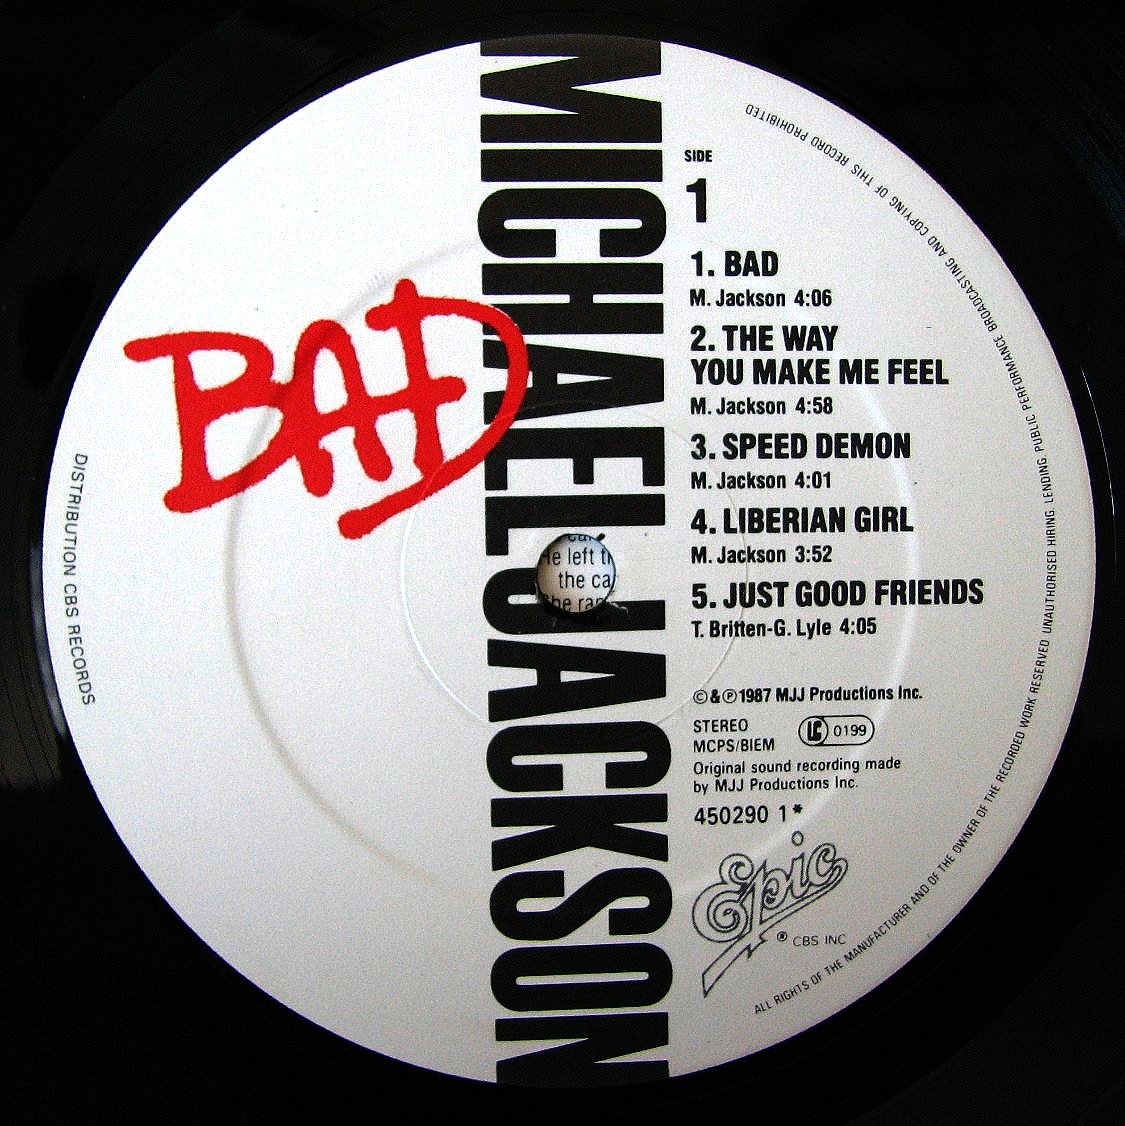 BAD
MICHAEL JACKSON
SIDE
1
1. BAD
M. Jackson 4:06
2. THE WAY
YOU MAKE ME FEEL
M. Jackson 4:58
3. SPEED DEMON
M. Jackson 4:01
4. LIBERIAN GIRL
M. Jackson 3:52
5. JUST GOOD FRIENDS
T. Britten-G. Lyle 4:05
©&℗1987 MJJ Productions Inc.
STEREO
MCPS/BIEM
LC 0199
Original sound recording made
by MJJ Productions Inc.
450290 1*
Epic
® CBS INC
DISTRIBUTION CBS RECORDS
ALL RIGHTS OF THE MANUFACTURER AND OF THE OWNER OF THE RECORDED WORK RESERVED UNAUTHORISED HIRING, LENDING, PUBLIC PERFORMANCE BROADCASTING AND COPYING OF THIS RECORD PROHIBITED
le left
the ca